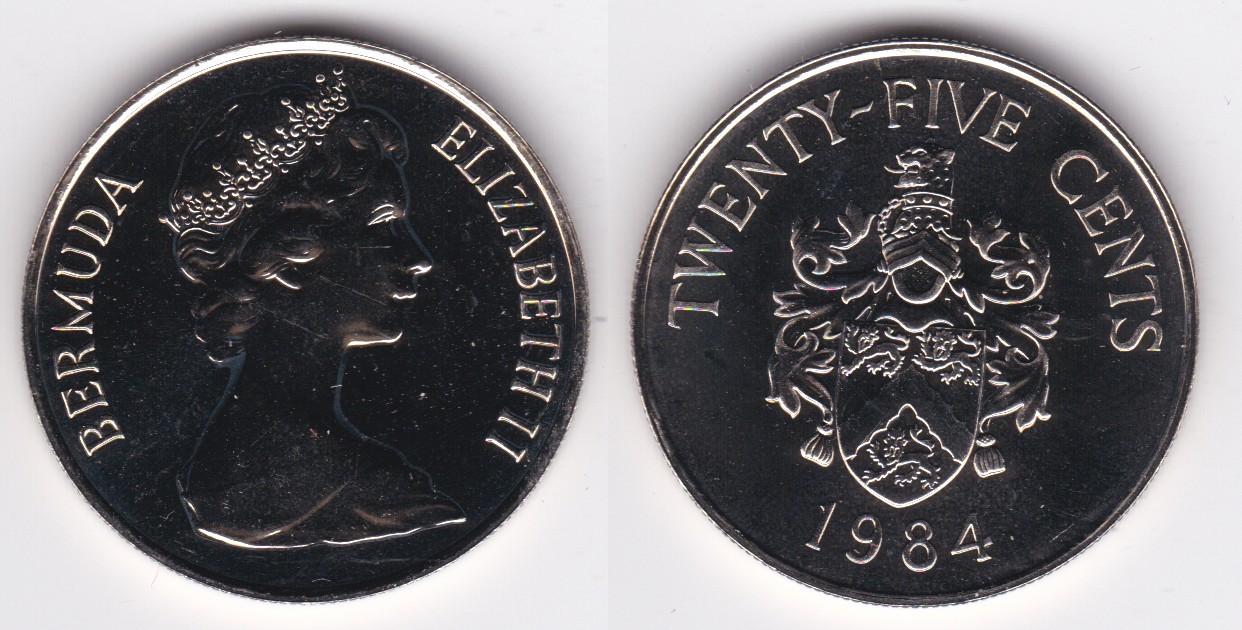 BERMUDA
ELIZABETH II
TWENTY-FIVE CENTS
1984